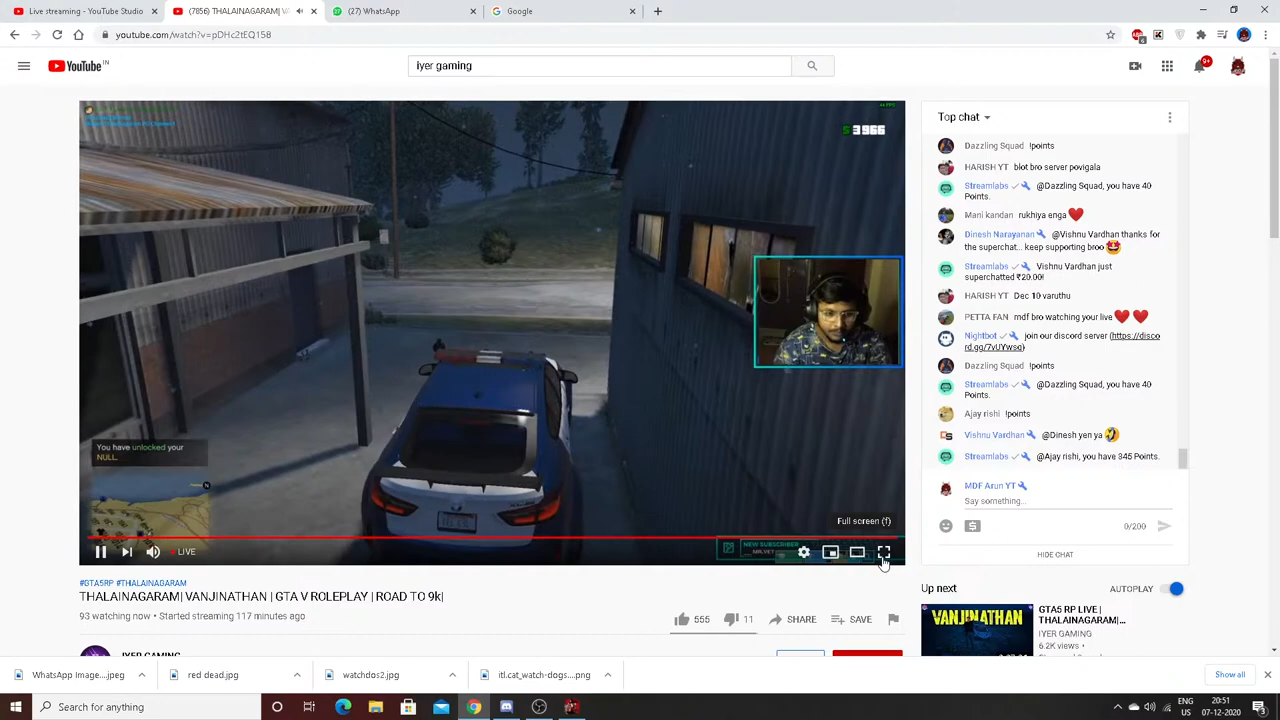 Live streaming - YouTube Studio
(7856) THALAINAGARAM| V
(27) WhatsApp
Google
youtube.com/watch?v=pDHc2tEQ158
YouTube IN
iyer gaming
9+
3966
You have unlocked your
NULL.
N
Full screen (f)
LIVE
NEW SUBSCRIBER
#GTA5RP #THALAINAGARAM
THALAINAGARAM| VANJINATHAN | GTA V ROLEPLAY | ROAD TO 9k|
93 watching now • Started streaming 117 minutes ago
555
11
SHARE
SAVE
IYER GAMING
Top chat
Dazzling Squad !points
HARISH YT blot bro server povigala
Streamlabs @Dazzling Squad, you have 40
Points.
Mani kandan rukhiya enga
Dinesh Narayanan @Vishnu Vardhan thanks for
the superchat... keep supporting broo
Streamlabs Vishnu Vardhan just
superchatted ₹20.00!
HARISH YT Dec 10 varuthu
PETTA FAN mdf bro watching your live
Nightbot join our discord server (https://disco
rd.gg/7vUYwsq)
Dazzling Squad !points
Streamlabs @Dazzling Squad, you have 40
Points.
Ajay rishi !points
Vishnu Vardhan @Dinesh yen ya
Streamlabs @Ajay rishi, you have 345 Points.
MDF Arun YT
Say something...
0/200
HIDE CHAT
Up next
AUTOPLAY
VANJINATHAN
GTA5 RP LIVE |
THALAINAGARAM|...
IYER GAMING
6.2K views •
WhatsApp Image....jpeg
red dead.jpg
watchdos2.jpg
itl.cat_watch-dogs....png
Show all
Search for anything
ENG
US
20:51
07-12-2020
3